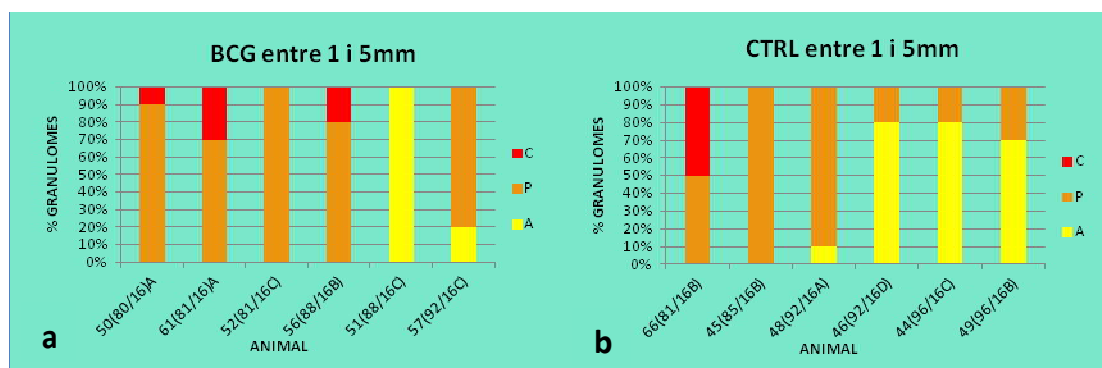 BCG entre 1 i 5mm
100%
90%
80%
70%
60%
50%
40%
30%
20%
10%
0%
% GRANULOMES
C
P
A
50(80/16)A
61(81/16)A
52(81/16C)
56(88/16B)
51(88/16C)
57(92/16C)
ANIMAL
a
CTRL entre 1 i 5mm
100%
90%
80%
70%
60%
50%
40%
30%
20%
10%
0%
% GRANULOMES
C
P
A
66(81/16B)
45(85/16B)
48(92/16A)
46(92/16D)
44(96/16C)
49(96/16B)
ANIMAL
b